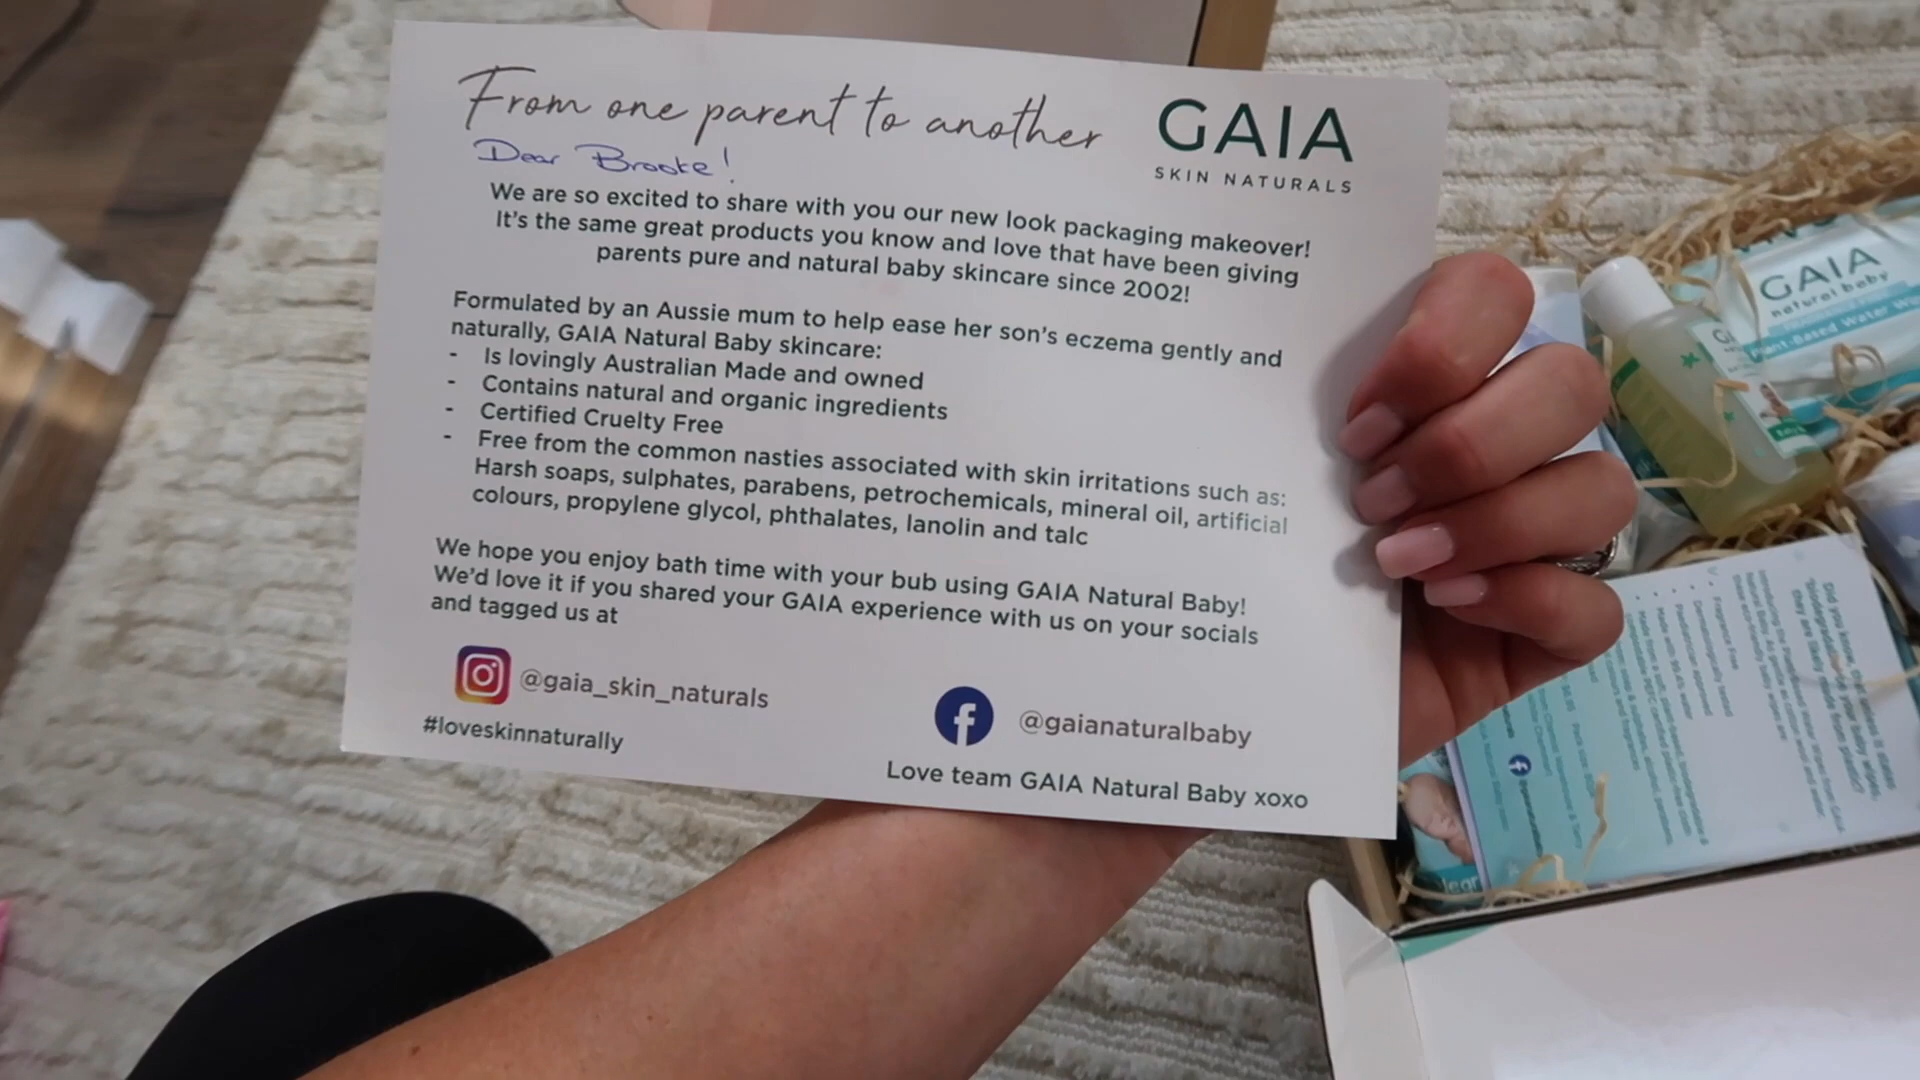 From one parent to another
GAIA
SKIN NATURALS
Dear Brooke!
We are so excited to share with you our new look packaging makeover!
It's the same great products you know and love that have been giving
parents pure and natural baby skincare since 2002!
Formulated by an Aussie mum to help ease her son's eczema gently and
naturally, GAIA Natural Baby skincare:
- Is lovingly Australian Made and owned
- Contains natural and organic ingredients
- Certified Cruelty Free
- Free from the common nasties associated with skin irritations such as:
Harsh soaps, sulphates, parabens, petrochemicals, mineral oil, artificial
colours, propylene glycol, phthalates, lanolin and talc
We hope you enjoy bath time with your bub using GAIA Natural Baby!
We'd love it if you shared your GAIA experience with us on your socials
and tagged us at
@gaia_skin_naturals
@gaianaturalbaby
#loveskinnaturally
Love team GAIA Natural Baby xoxo
GAIA
natural baby
Plant-Based Water
Did you know,
Fragrance Free
Dermatologically tested